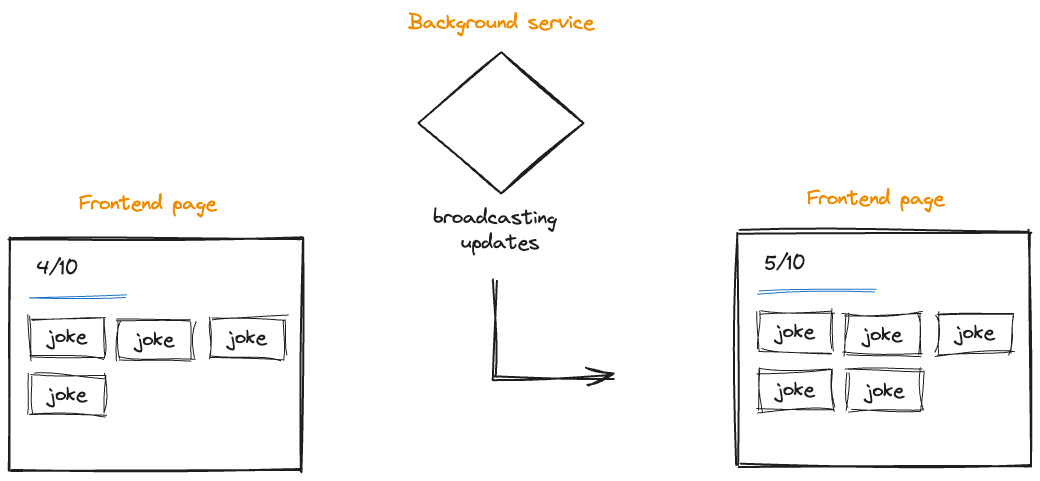 Background service
broadcasting
updates
Frontend page
4/10
joke joke joke
joke
Frontend page
5/10
joke joke joke
joke joke